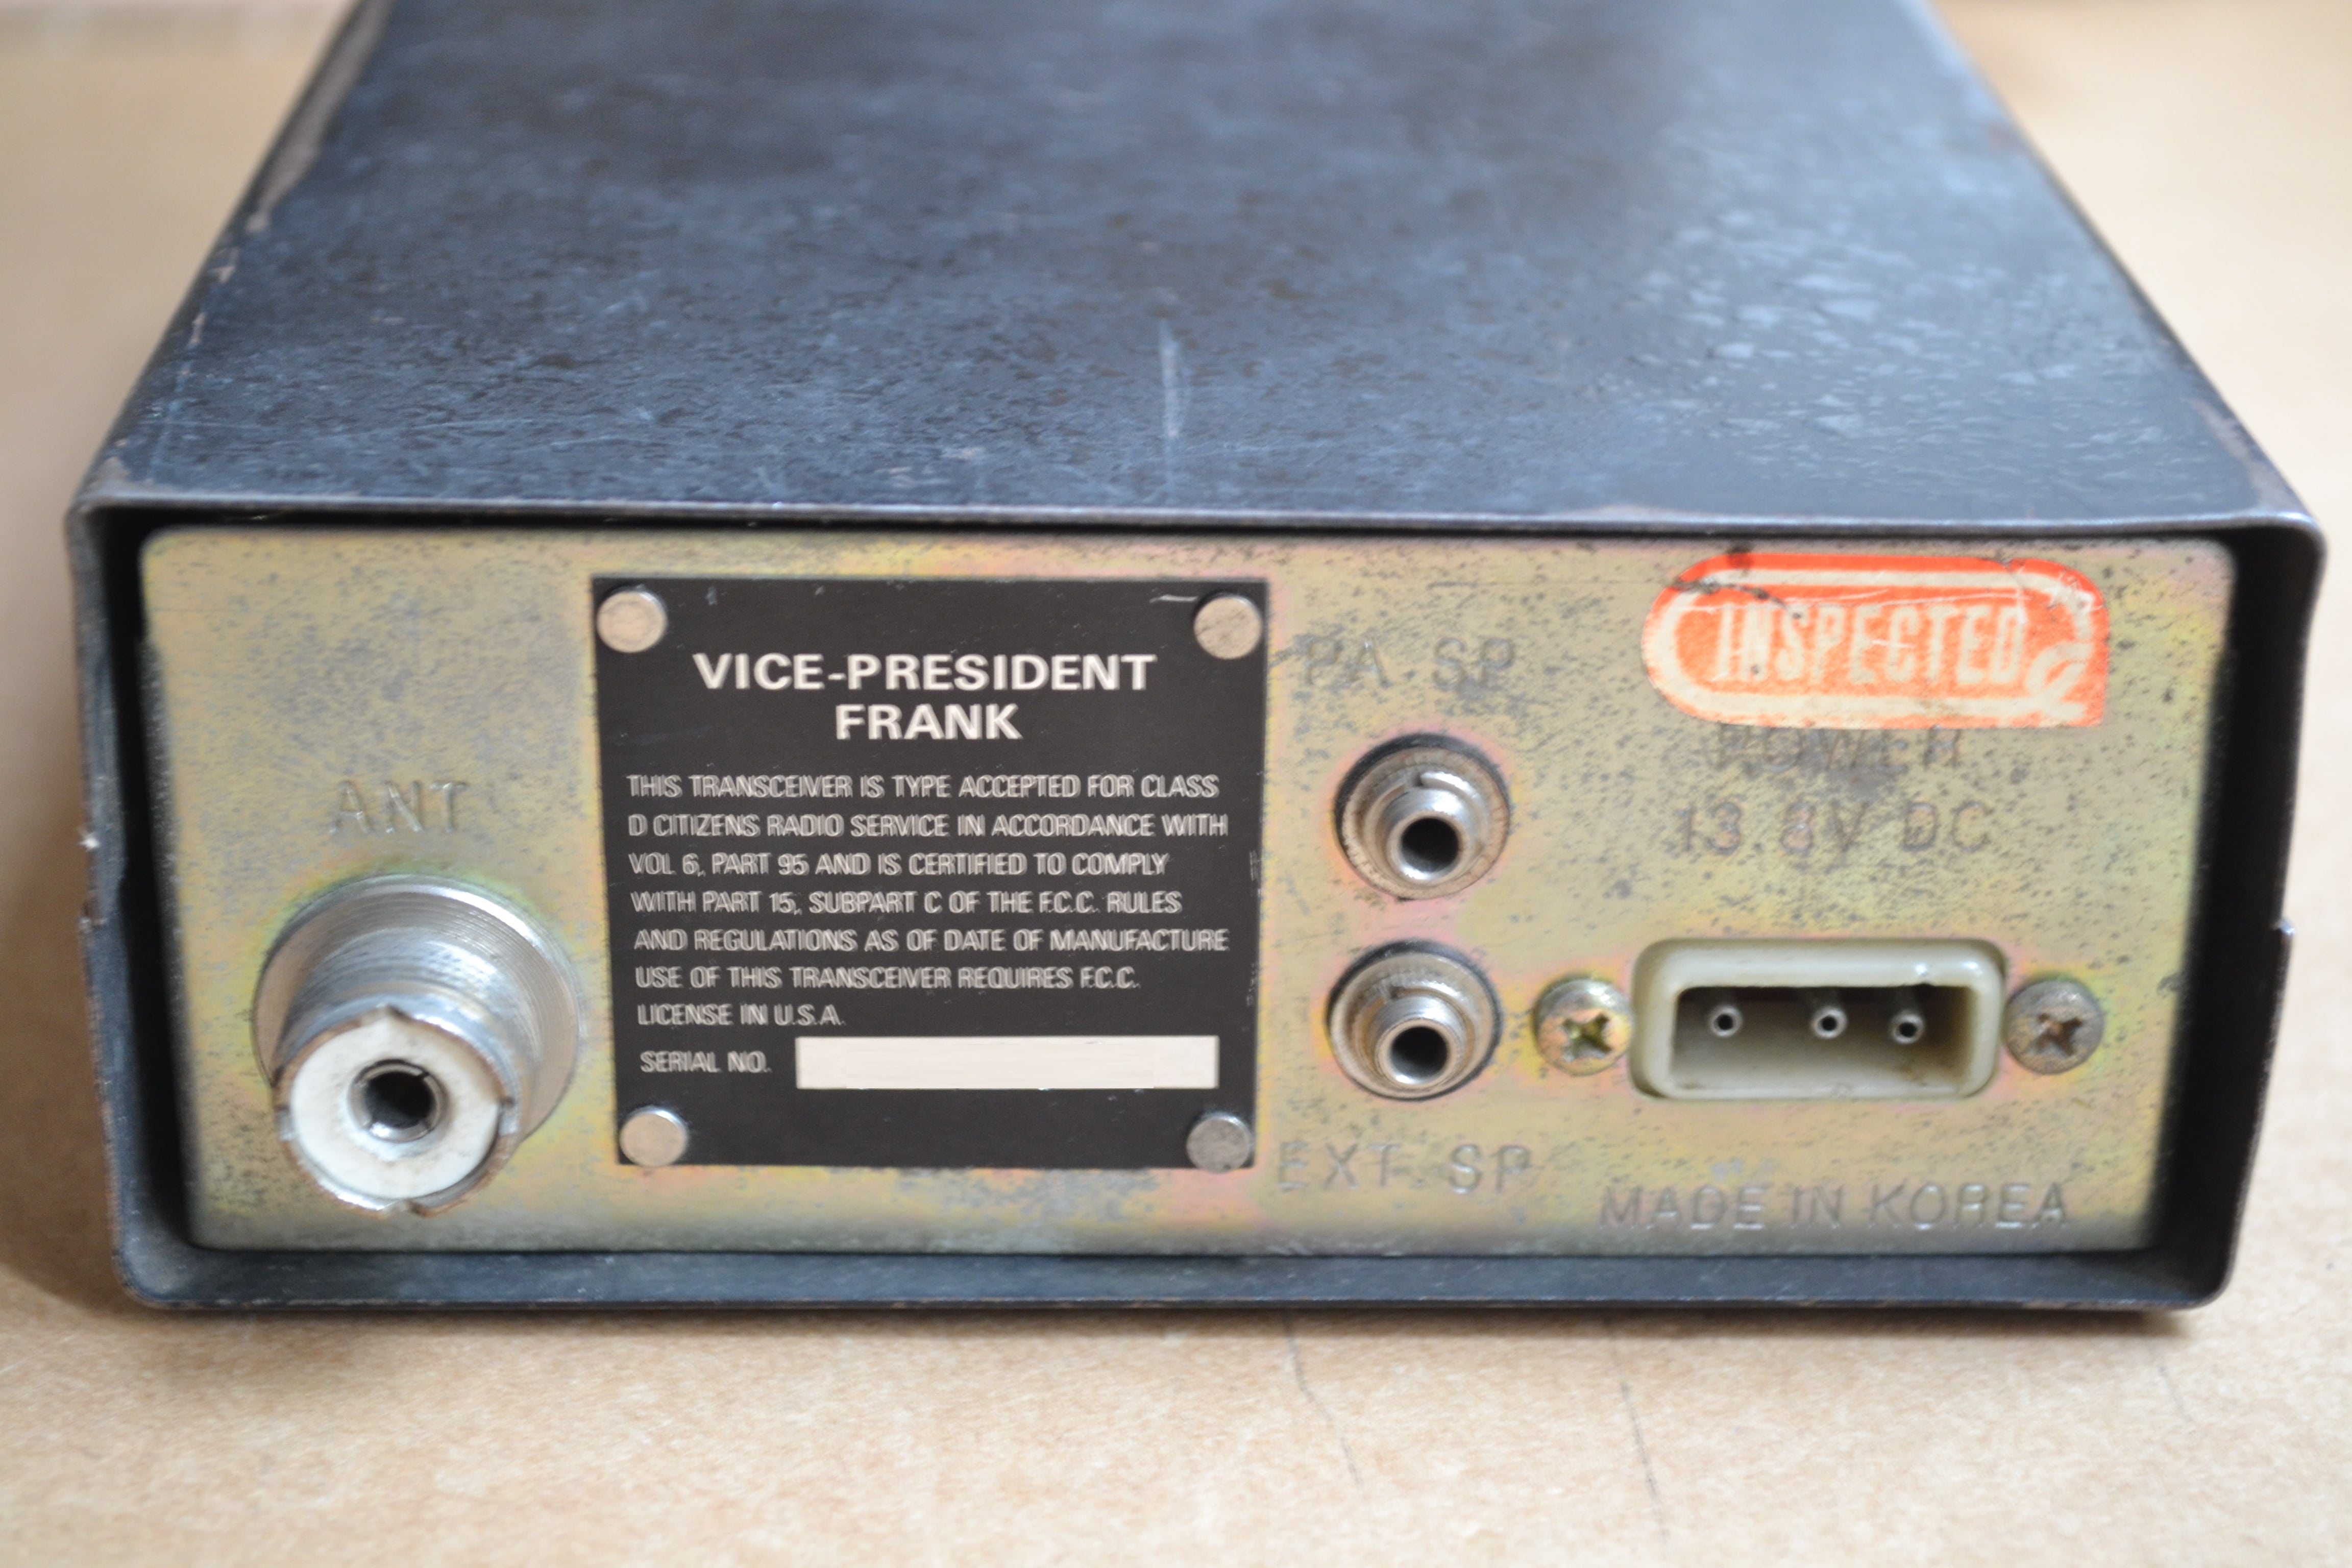 ANT
VICE-PRESIDENT
FRANK
THIS TRANSCEIVER IS TYPE ACCEPTED FOR CLASS
D CITIZENS RADIO SERVICE IN ACCORDANCE WITH
VOL 6, PART 95 AND IS CERTIFIED TO COMPLY
WITH PART 15, SUBPART C OF THE F.C.C. RULES
AND REGULATIONS AS OF DATE OF MANUFACTURE
USE OF THIS TRANSCEIVER REQUIRES F.C.C.
LICENSE IN U.S.A.
SERIAL NO.
PA. SP
EXT. SP
INSPECTED
POWER
13.8V DC
MADE IN KOREA